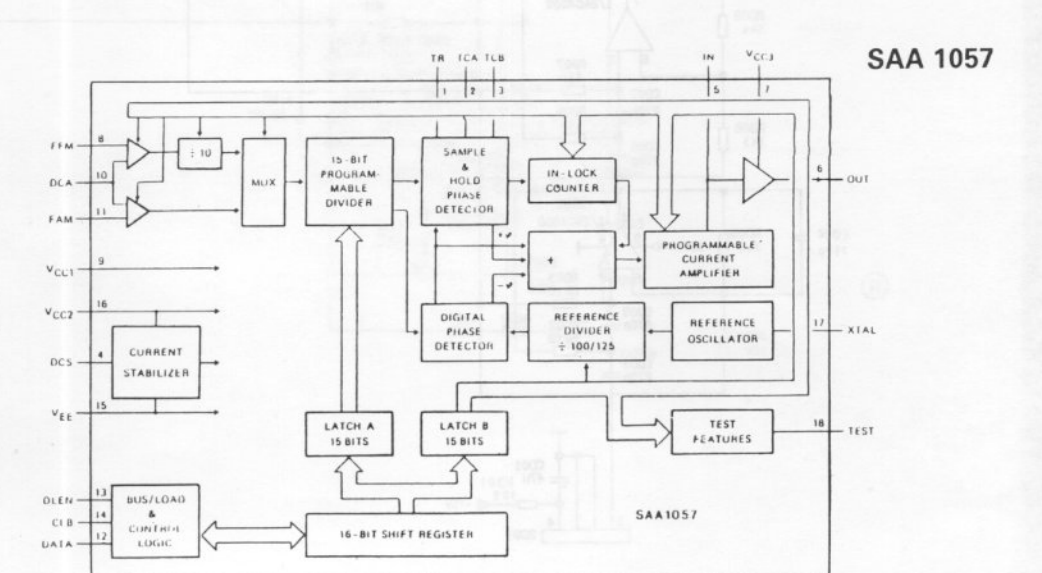 SAA 1057
TR TCA TCB
1 2 3
IN VCC3
5 7
FFM 8
DCA 10
FAM 11
÷ 10
MUX
15-BIT
PROGRAM-
MABLE
DIVIDER
SAMPLE
&
HOLD
PHASE
DETECTOR
IN-LOCK
COUNTER
6 OUT
+φ
+
-φ
PROGRAMMABLE
CURRENT
AMPLIFIER
VCC1 9
VCC2 16
DCS 4
VEE 15
CURRENT
STABILIZER
DIGITAL
PHASE
DETECTOR
REFERENCE
DIVIDER
÷ 100/125
REFERENCE
OSCILLATOR
17 XTAL
LATCH A
15 BITS
LATCH B
15 BITS
TEST
FEATURES
18 TEST
DLEN 13
CLB 14
DATA 12
BUS/LOAD
&
CONTROL
LOGIC
16-BIT SHIFT REGISTER
SAA1057